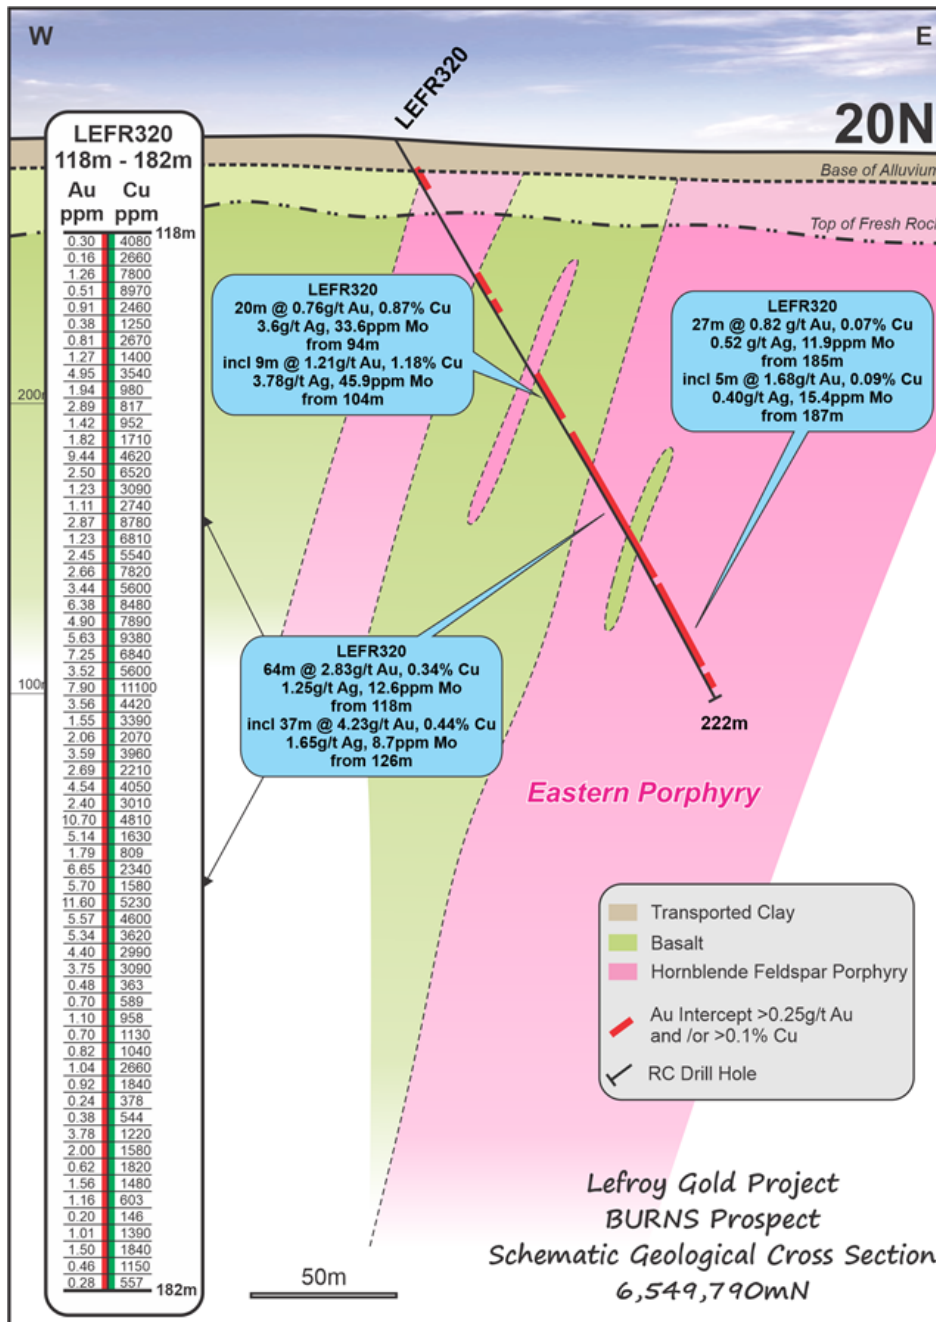 W
E
LEFR320
20N
LEFR320
118m - 182m
Au Cu
ppm ppm
118m
0.30 4080
0.16 2660
1.26 7800
0.51 8970
0.91 2460
0.38 1250
0.81 2670
1.27 1400
4.95 3540
1.94 980
2.89 817
1.42 952
1.82 1710
9.44 4620
2.50 6520
1.23 3090
1.11 2740
2.87 8780
1.23 6810
2.45 5540
2.66 7820
3.44 5600
6.38 8480
4.90 7890
5.63 9380
7.25 6840
3.52 5600
7.90 11100
3.56 4420
1.55 3390
2.06 2070
3.59 3960
2.69 2210
4.54 4050
2.40 3010
10.70 4810
5.14 1630
1.79 809
6.65 2340
5.70 1580
11.60 5230
5.57 4600
5.34 3620
4.40 2990
3.75 3090
0.48 363
0.70 589
1.10 958
0.70 1130
0.82 1040
1.04 2660
0.92 1840
0.24 378
0.38 544
3.78 1220
2.00 1580
0.62 1820
1.56 1480
1.16 603
0.20 146
1.01 1390
1.50 1840
0.46 1150
0.28 557
182m
Base of Alluvium
Top of Fresh Rock
LEFR320
20m @ 0.76g/t Au, 0.87% Cu
3.6g/t Ag, 33.6ppm Mo
from 94m
incl 9m @ 1.21g/t Au, 1.18% Cu
3.78g/t Ag, 45.9ppm Mo
from 104m
LEFR320
27m @ 0.82 g/t Au, 0.07% Cu
0.52 g/t Ag, 11.9ppm Mo
from 185m
incl 5m @ 1.68g/t Au, 0.09% Cu
0.40g/t Ag, 15.4ppm Mo
from 187m
200m
LEFR320
64m @ 2.83g/t Au, 0.34% Cu
1.25g/t Ag, 12.6ppm Mo
from 118m
incl 37m @ 4.23g/t Au, 0.44% Cu
1.65g/t Ag, 8.7ppm Mo
from 126m
100m
222m
Eastern Porphyry
Transported Clay
Basalt
Hornblende Feldspar Porphyry
Au Intercept >0.25g/t Au
and /or >0.1% Cu
RC Drill Hole
50m
Lefroy Gold Project
BURNS Prospect
Schematic Geological Cross Section
6,549,790mN